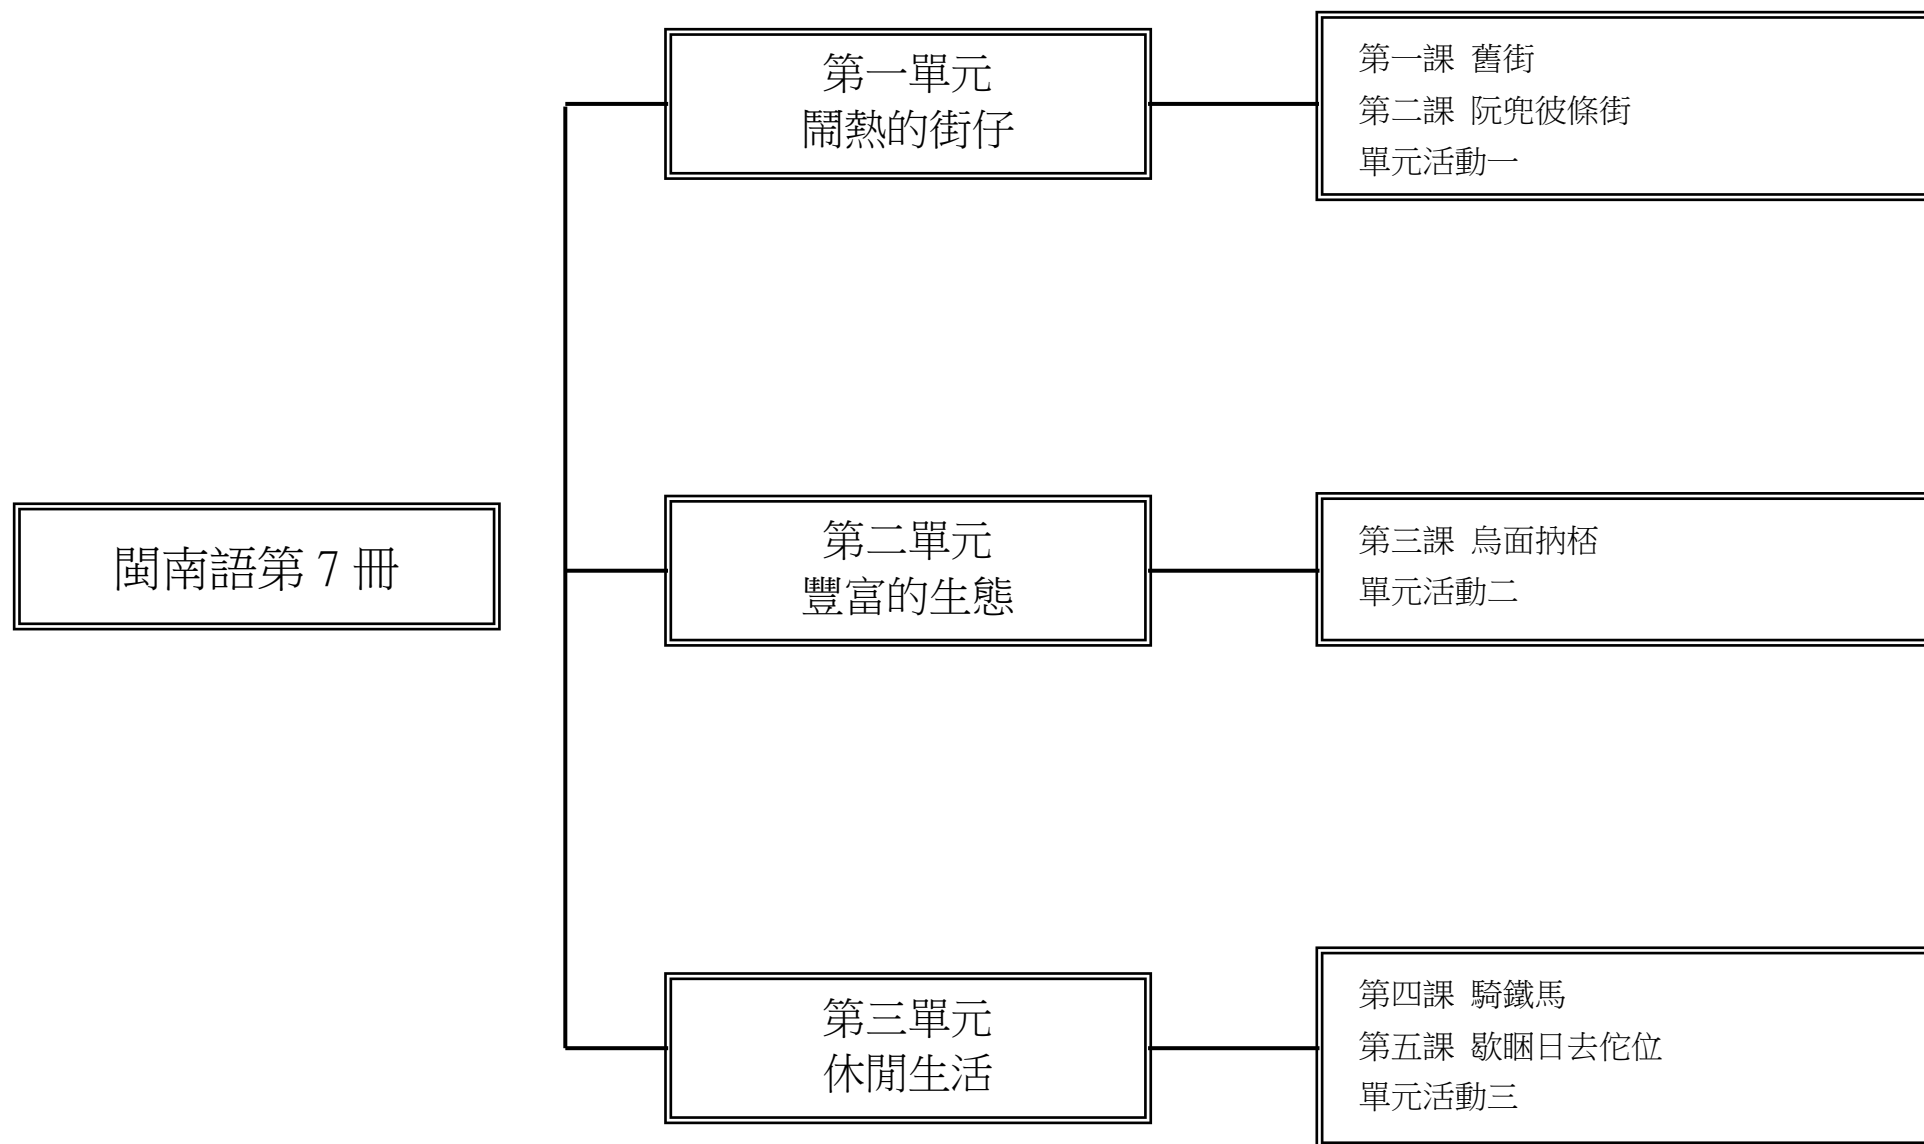 閩南語第 7 冊
第一單元
鬧熱的街仔
第一課 舊街
第二課 阮兜彼條街
單元活動一
第二單元
豐富的生態
第三課 烏面抐桮
單元活動二
第三單元
休閒生活
第四課 騎鐵馬
第五課 歇睏日去佗位
單元活動三